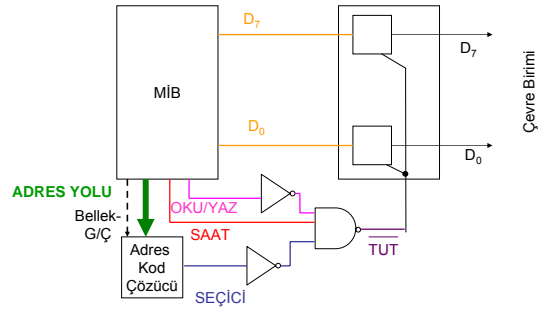 D7
D7
MİB
Çevre Birimi
D0
D0
ADRES YOLU
OKU/YAZ
Bellek-
G/Ç
SAAT
TUT
Adres
Kod
Çözücü
SEÇİCİ